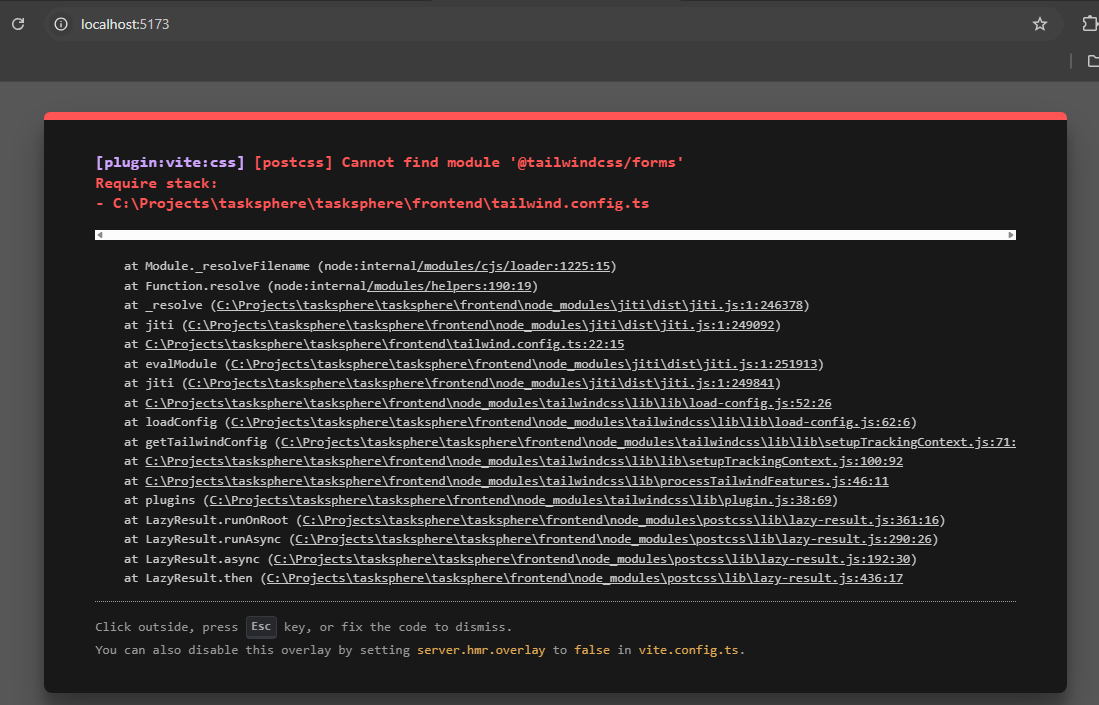 localhost:5173
[plugin:vite:css] [postcss] Cannot find module '@tailwindcss/forms'
Require stack:
- C:\Projects\tasksphere\tasksphere\frontend\tailwind.config.ts
at Module._resolveFilename (node:internal/modules/cjs/loader:1225:15)
at Function.resolve (node:internal/modules/helpers:190:19)
at _resolve (C:\Projects\tasksphere\tasksphere\frontend\node_modules\jiti\dist\jiti.js:1:246378)
at jiti (C:\Projects\tasksphere\tasksphere\frontend\node_modules\jiti\dist\jiti.js:1:249092)
at C:\Projects\tasksphere\tasksphere\frontend\tailwind.config.ts:22:15
at evalModule (C:\Projects\tasksphere\tasksphere\frontend\node_modules\jiti\dist\jiti.js:1:251913)
at jiti (C:\Projects\tasksphere\tasksphere\frontend\node_modules\jiti\dist\jiti.js:1:249841)
at C:\Projects\tasksphere\tasksphere\frontend\node_modules\tailwindcss\lib\lib\load-config.js:52:26
at loadConfig (C:\Projects\tasksphere\tasksphere\frontend\node_modules\tailwindcss\lib\lib\load-config.js:62:6)
at getTailwindConfig (C:\Projects\tasksphere\tasksphere\frontend\node_modules\tailwindcss\lib\lib\setupTrackingContext.js:71:
at C:\Projects\tasksphere\tasksphere\frontend\node_modules\tailwindcss\lib\lib\setupTrackingContext.js:100:92
at C:\Projects\tasksphere\tasksphere\frontend\node_modules\tailwindcss\lib\processTailwindFeatures.js:46:11
at plugins (C:\Projects\tasksphere\tasksphere\frontend\node_modules\tailwindcss\lib\plugin.js:38:69)
at LazyResult.runOnRoot (C:\Projects\tasksphere\tasksphere\frontend\node_modules\postcss\lib\lazy-result.js:361:16)
at LazyResult.runAsync (C:\Projects\tasksphere\tasksphere\frontend\node_modules\postcss\lib\lazy-result.js:290:26)
at LazyResult.async (C:\Projects\tasksphere\tasksphere\frontend\node_modules\postcss\lib\lazy-result.js:192:30)
at LazyResult.then (C:\Projects\tasksphere\tasksphere\frontend\node_modules\postcss\lib\lazy-result.js:436:17
Click outside, press Esc key, or fix the code to dismiss.
You can also disable this overlay by setting server.hmr.overlay to false in vite.config.ts.